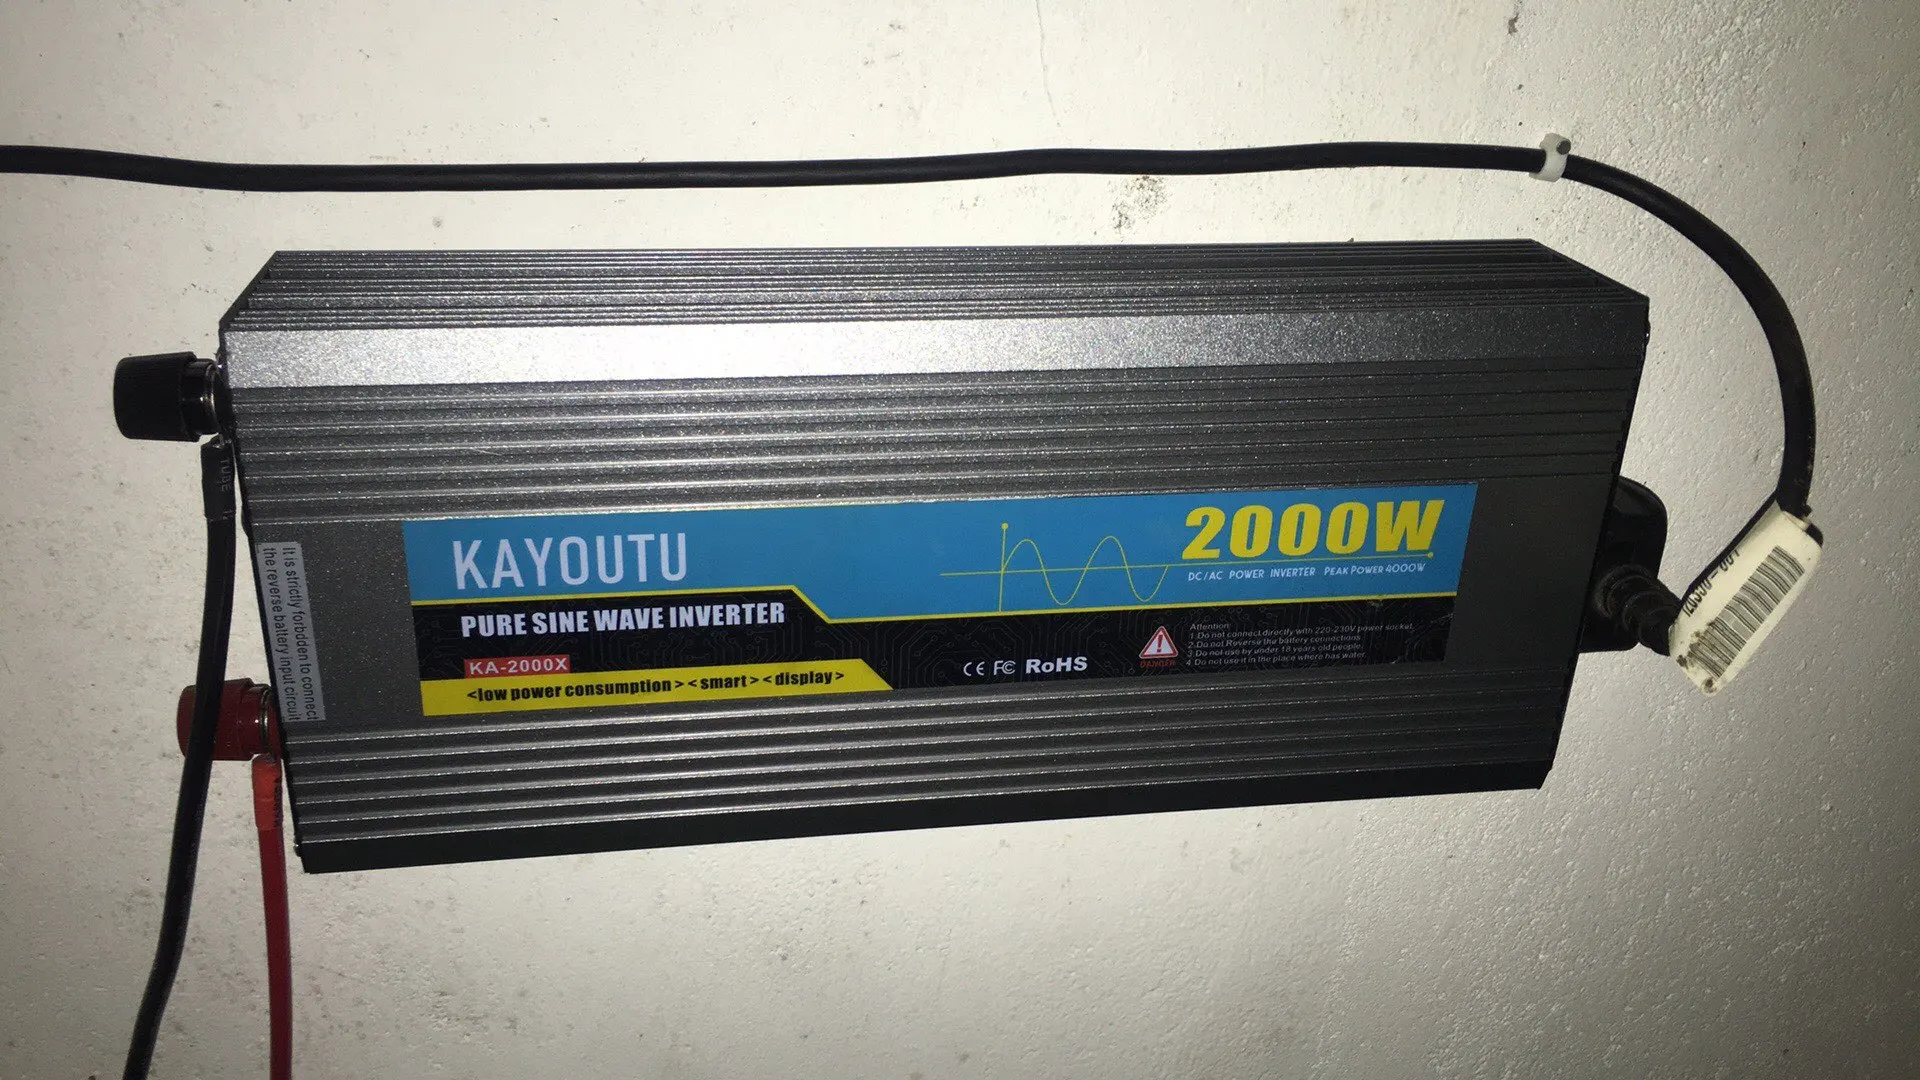 KAYOUTU
2000W
DC/AC POWER INVERTER PEAK POWER 4000W
PURE SINE WAVE INVERTER
KA-2000X
<low power consumption><smart><display>
CE FC RoHS
DANGER
Attention:
1.Do not connect directly with 220-230V power socket.
2.Do not Reverse the battery connections
3.Do not use by under 18 years old people.
4.Do not use it in the place where has water.
It is strictly forbdden to connect
the reverse battery input circuit
TUBE